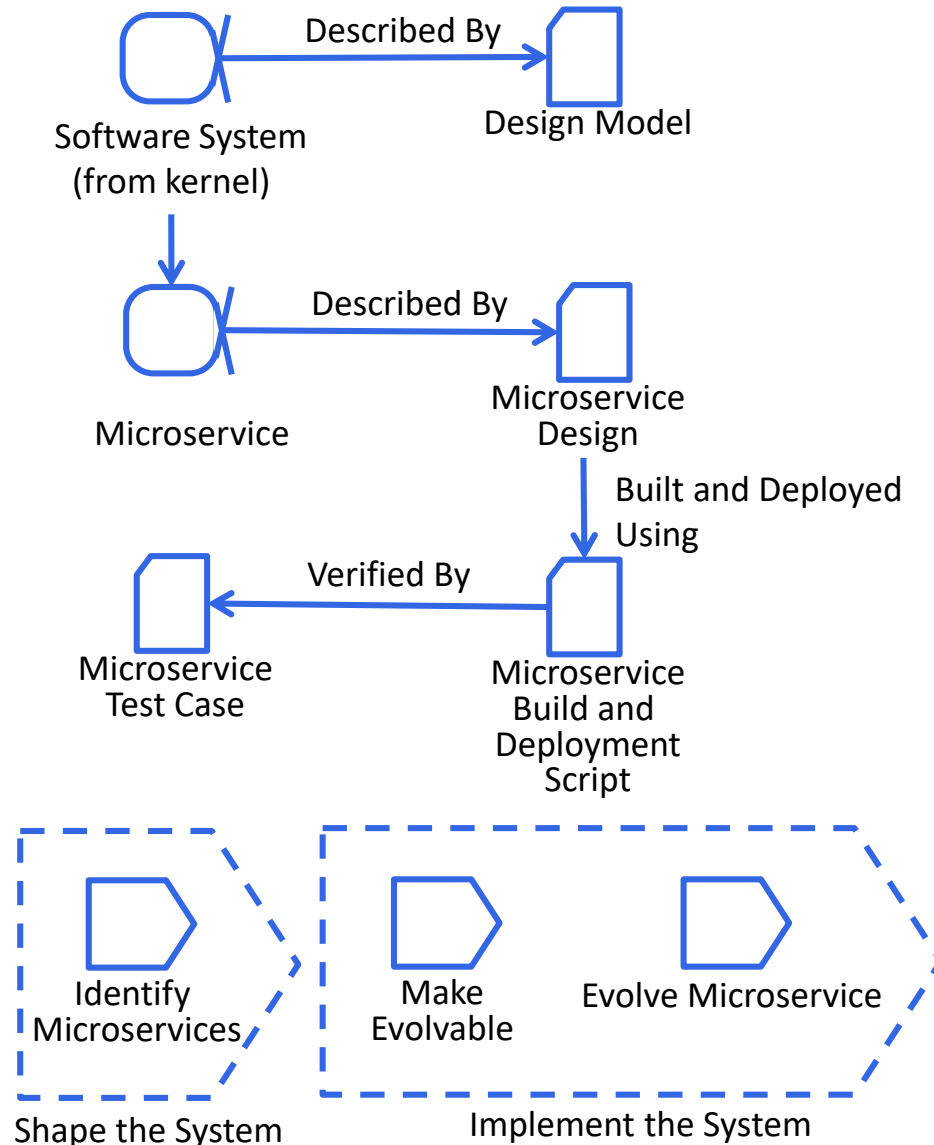 Described By
Design Model
Software System
(from kernel)
Described By
Microservice
Microservice
Design
Built and Deployed
Using
Verified By
Microservice
Test Case
Microservice
Build and
Deployment
Script
Identify
Microservices
Make
Evolvable
Evolve Microservice
Shape the System
Implement the System